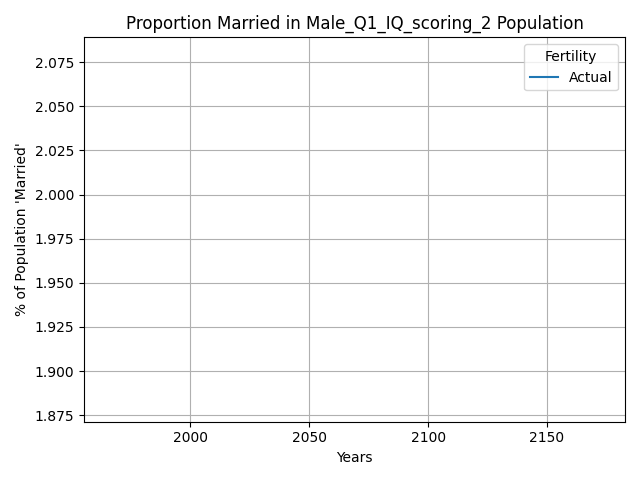 Proportion Married in Male_Q1_IQ_scoring_2 Population
% of Population 'Married'
2.075
2.050
2.025
2.000
1.975
1.950
1.925
1.900
1.875
Fertility
Actual
2000 2050 2100 2150
Years